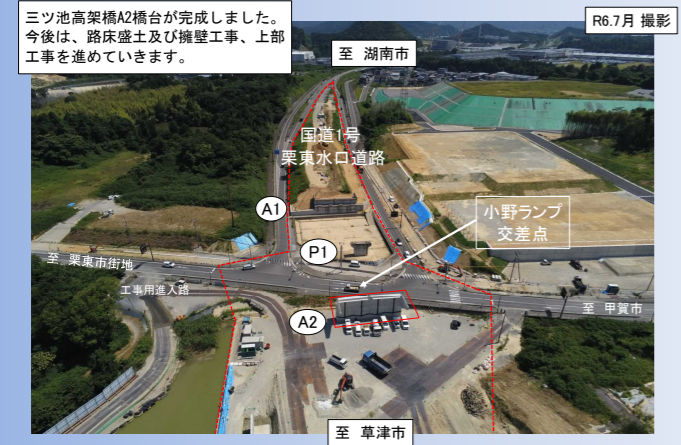 三ツ池高架橋A2橋台が完成しました。
今後は、路床盛土及び擁壁工事、上部
工事を進めていきます。
R6.7月 撮影
至 湖南市
国道1号
栗東水口道路
A1
小野ランプ
交差点
P1
至 栗東市街地
工事用進入路
至 甲賀市
A2
至 草津市